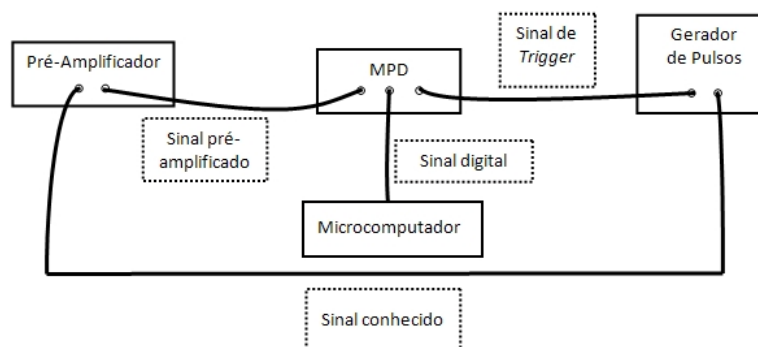 Pré-Amplificador
MPD
Sinal de
Trigger
Gerador
de Pulsos
Sinal pré-
amplificado
Sinal digital
Microcomputador
Sinal conhecido